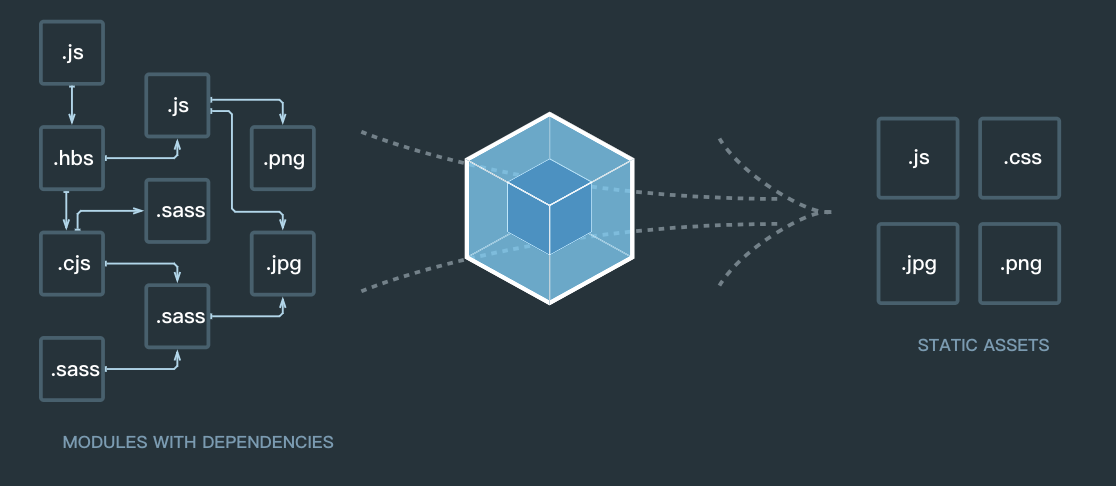 .js
.js
.hbs
.png
.sass
.cjs
.jpg
.sass
.sass
MODULES WITH DEPENDENCIES
.js
.css
.jpg
.png
STATIC ASSETS